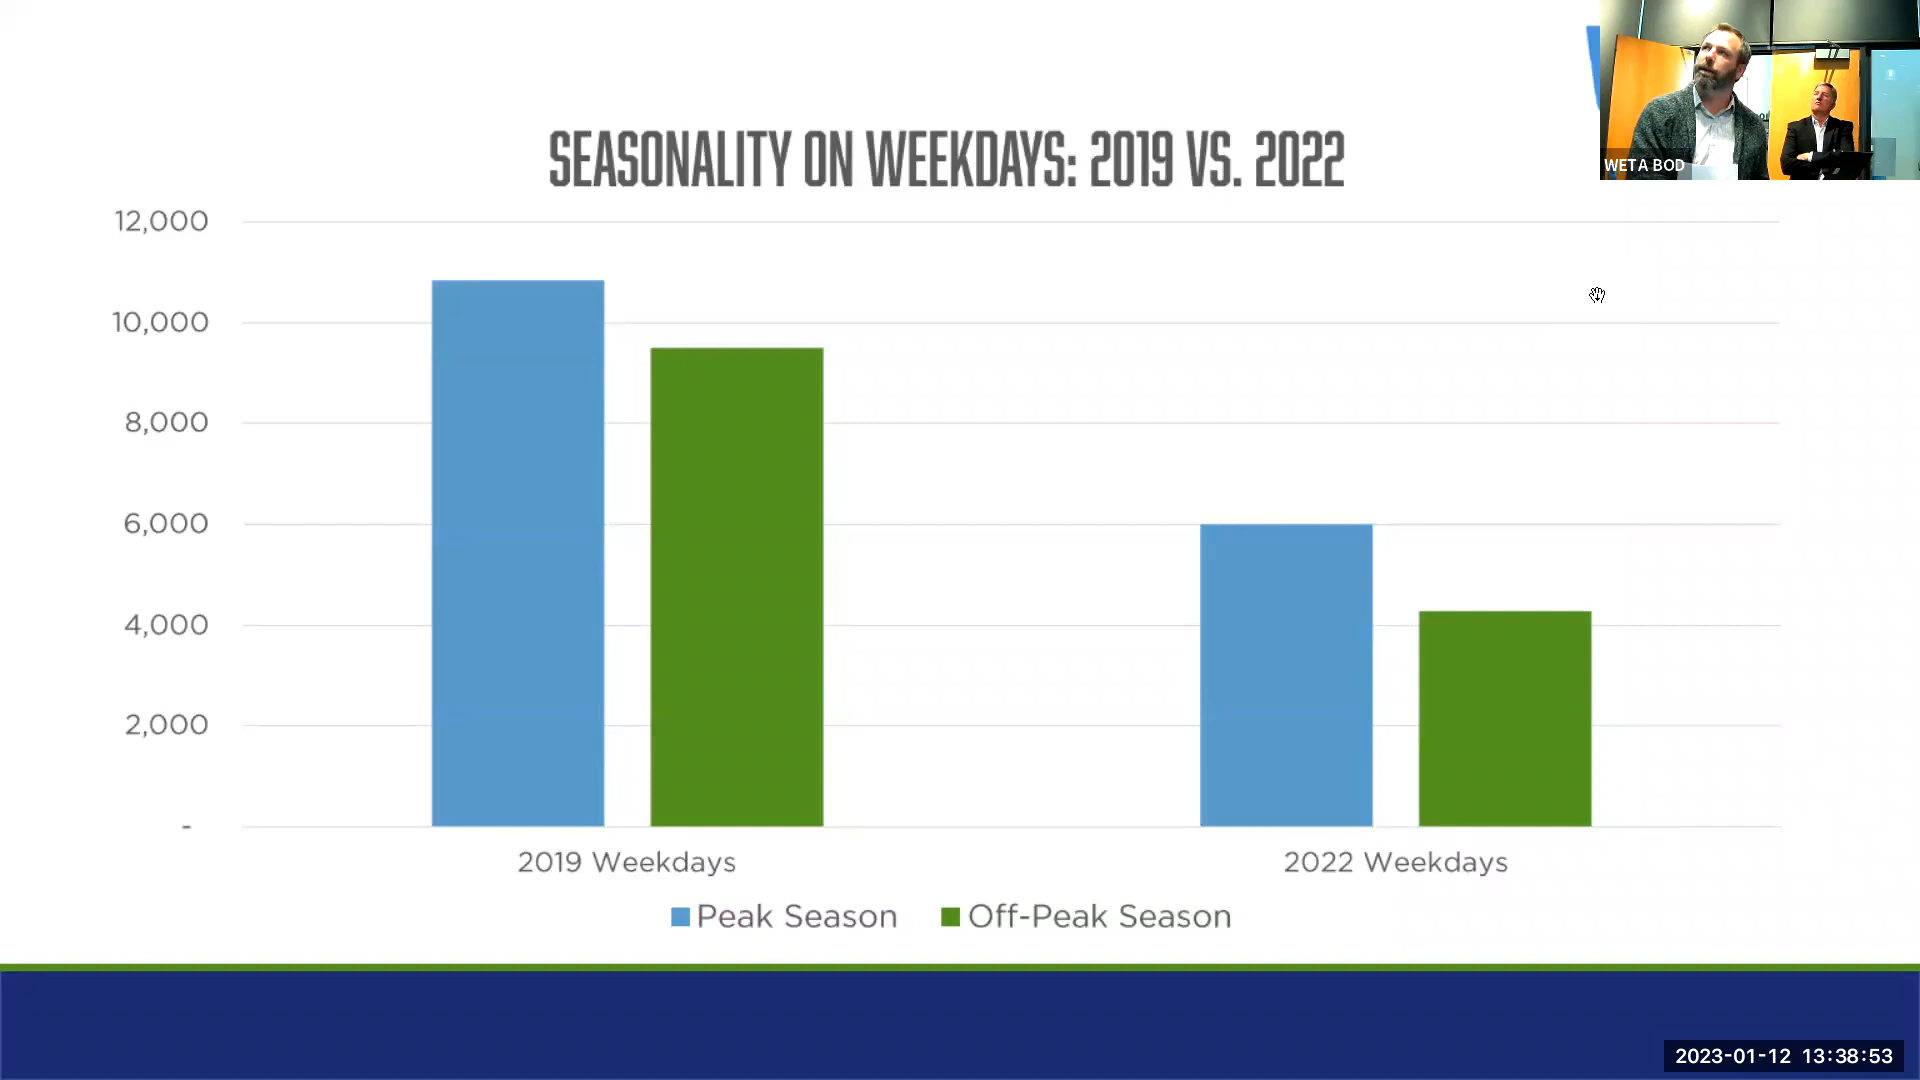 WETA BOD
SEASONALITY ON WEEKDAYS: 2019 VS. 2022
12,000
10,000
8,000
6,000
4,000
2,000
-
2019 Weekdays
2022 Weekdays
Peak Season
Off-Peak Season
2023-01-12 13:38:53